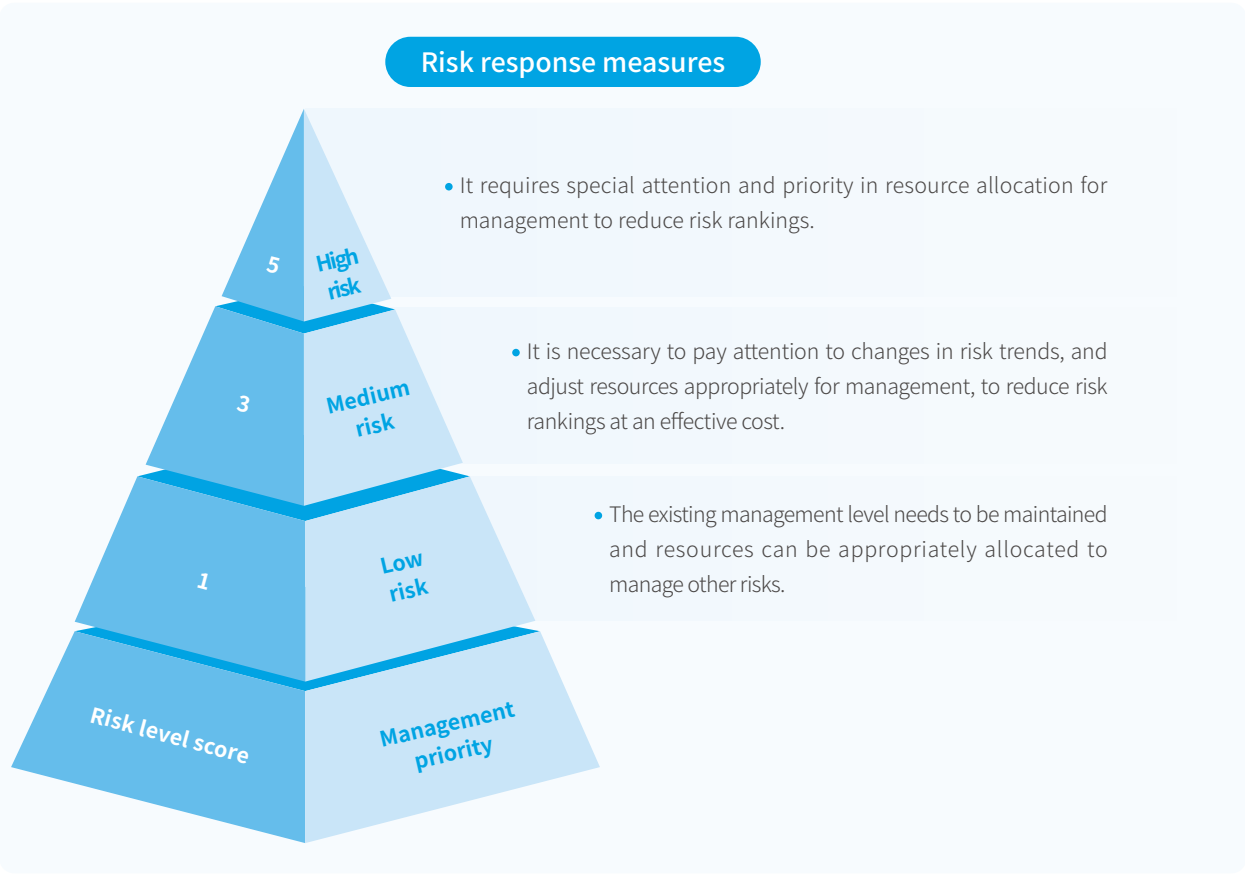 Risk response measures
It requires special attention and priority in resource allocation for
management to reduce risk rankings.
5
High
risk
It is necessary to pay attention to changes in risk trends, and
adjust resources appropriately for management, to reduce risk
rankings at an effective cost.
3
Medium
risk
The existing management level needs to be maintained
and resources can be appropriately allocated to
manage other risks.
1
Low
risk
Risk level score
Management
priority